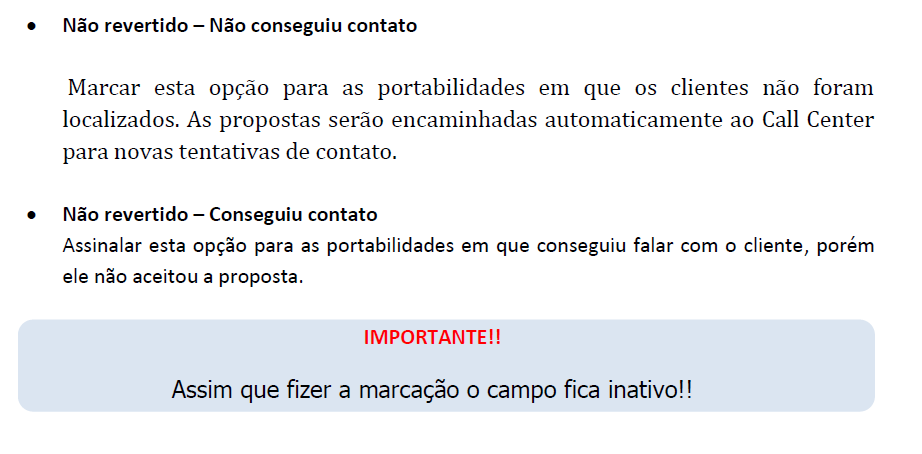 • Não revertido – Não conseguiu contato
Marcar esta opção para as portabilidades em que os clientes não foram
localizados. As propostas serão encaminhadas automaticamente ao Call Center
para novas tentativas de contato.
• Não revertido – Conseguiu contato
Assinalar esta opção para as portabilidades em que conseguiu falar com o cliente, porém
ele não aceitou a proposta.
IMPORTANTE!!
Assim que fizer a marcação o campo fica inativo!!